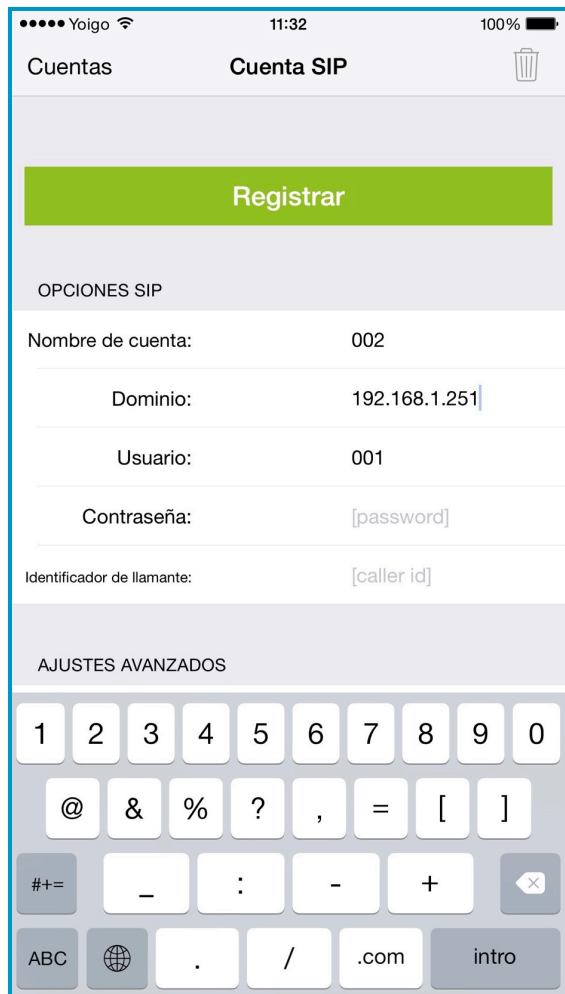 Yoigo 11:32 100%
Cuentas Cuenta SIP
Registrar
OPCIONES SIP
Nombre de cuenta: 002
Dominio: 192.168.1.251
Usuario: 001
Contraseña: [password]
Identificador de llamante: [caller id]
AJUSTES AVANZADOS
1 2 3 4 5 6 7 8 9 0
@ & % ? , = [ ]
#+= _ : - +
ABC . / .com intro